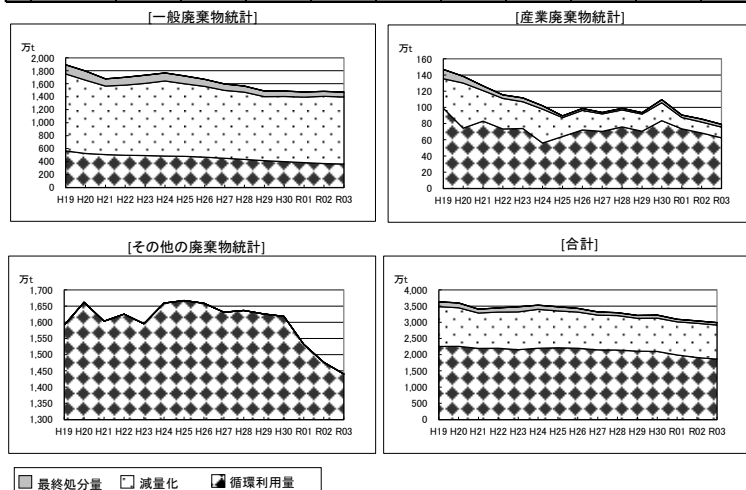 [一般廃棄物統計]
万t
2,000
1,800
1,600
1,400
1,200
1,000
800
600
400
200
0
H19 H20 H21 H22 H23 H24 H25 H26 H27 H28 H29 H30 R01 R02 R03
[産業廃棄物統計]
万t
160
140
120
100
80
60
40
20
0
H19 H20 H21 H22 H23 H24 H25 H26 H27 H28 H29 H30 R01 R02 R03
[その他の廃棄物統計]
万t
1,700
1,650
1,600
1,550
1,500
1,450
1,400
1,350
1,300
H19 H20 H21 H22 H23 H24 H25 H26 H27 H28 H29 H30 R01 R02 R03
[合計]
万t
4,000
3,500
3,000
2,500
2,000
1,500
1,000
500
0
H19 H20 H21 H22 H23 H24 H25 H26 H27 H28 H29 H30 R01 R02 R03
最終処分量 減量化 循環利用量